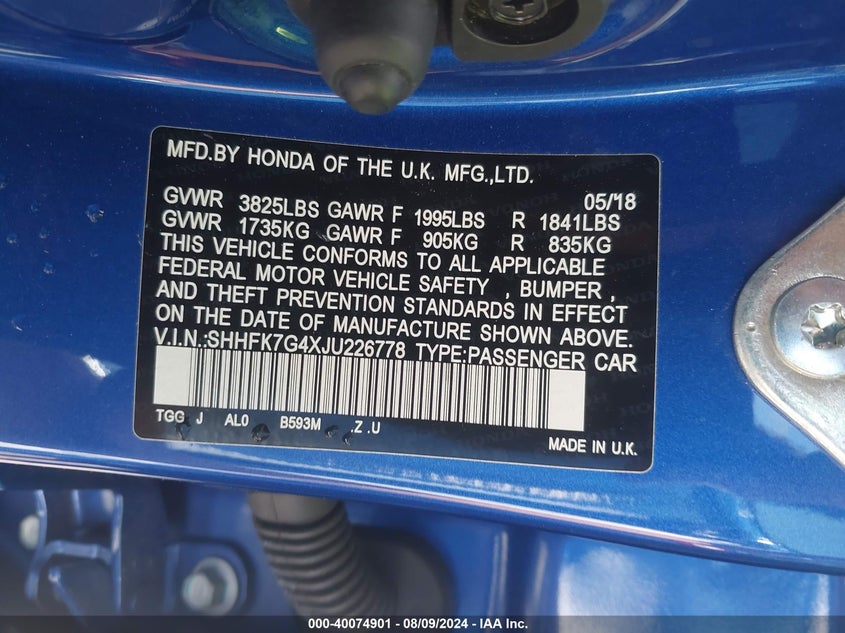 MFD.BY HONDA OF THE U.K. MFG.,LTD.
05/18
GVWR 3825LBS GAWR F 1995LBS R 1841LBS
GVWR 1735KG GAWR F 905KG R 835KG
THIS VEHICLE CONFORMS TO ALL APPLICABLE
FEDERAL MOTOR VEHICLE SAFETY , BUMPER ,
AND THEFT PREVENTION STANDARDS IN EFFECT
ON THE DATE OF MANUFACTURE SHOWN ABOVE.
V.I.N.:SHHFK7G4XJU226778 TYPE:PASSENGER CAR
TGG J AL0 B593M .Z .U
MADE IN U.K.
000-40074901 - 08/09/2024 - IAA Inc.